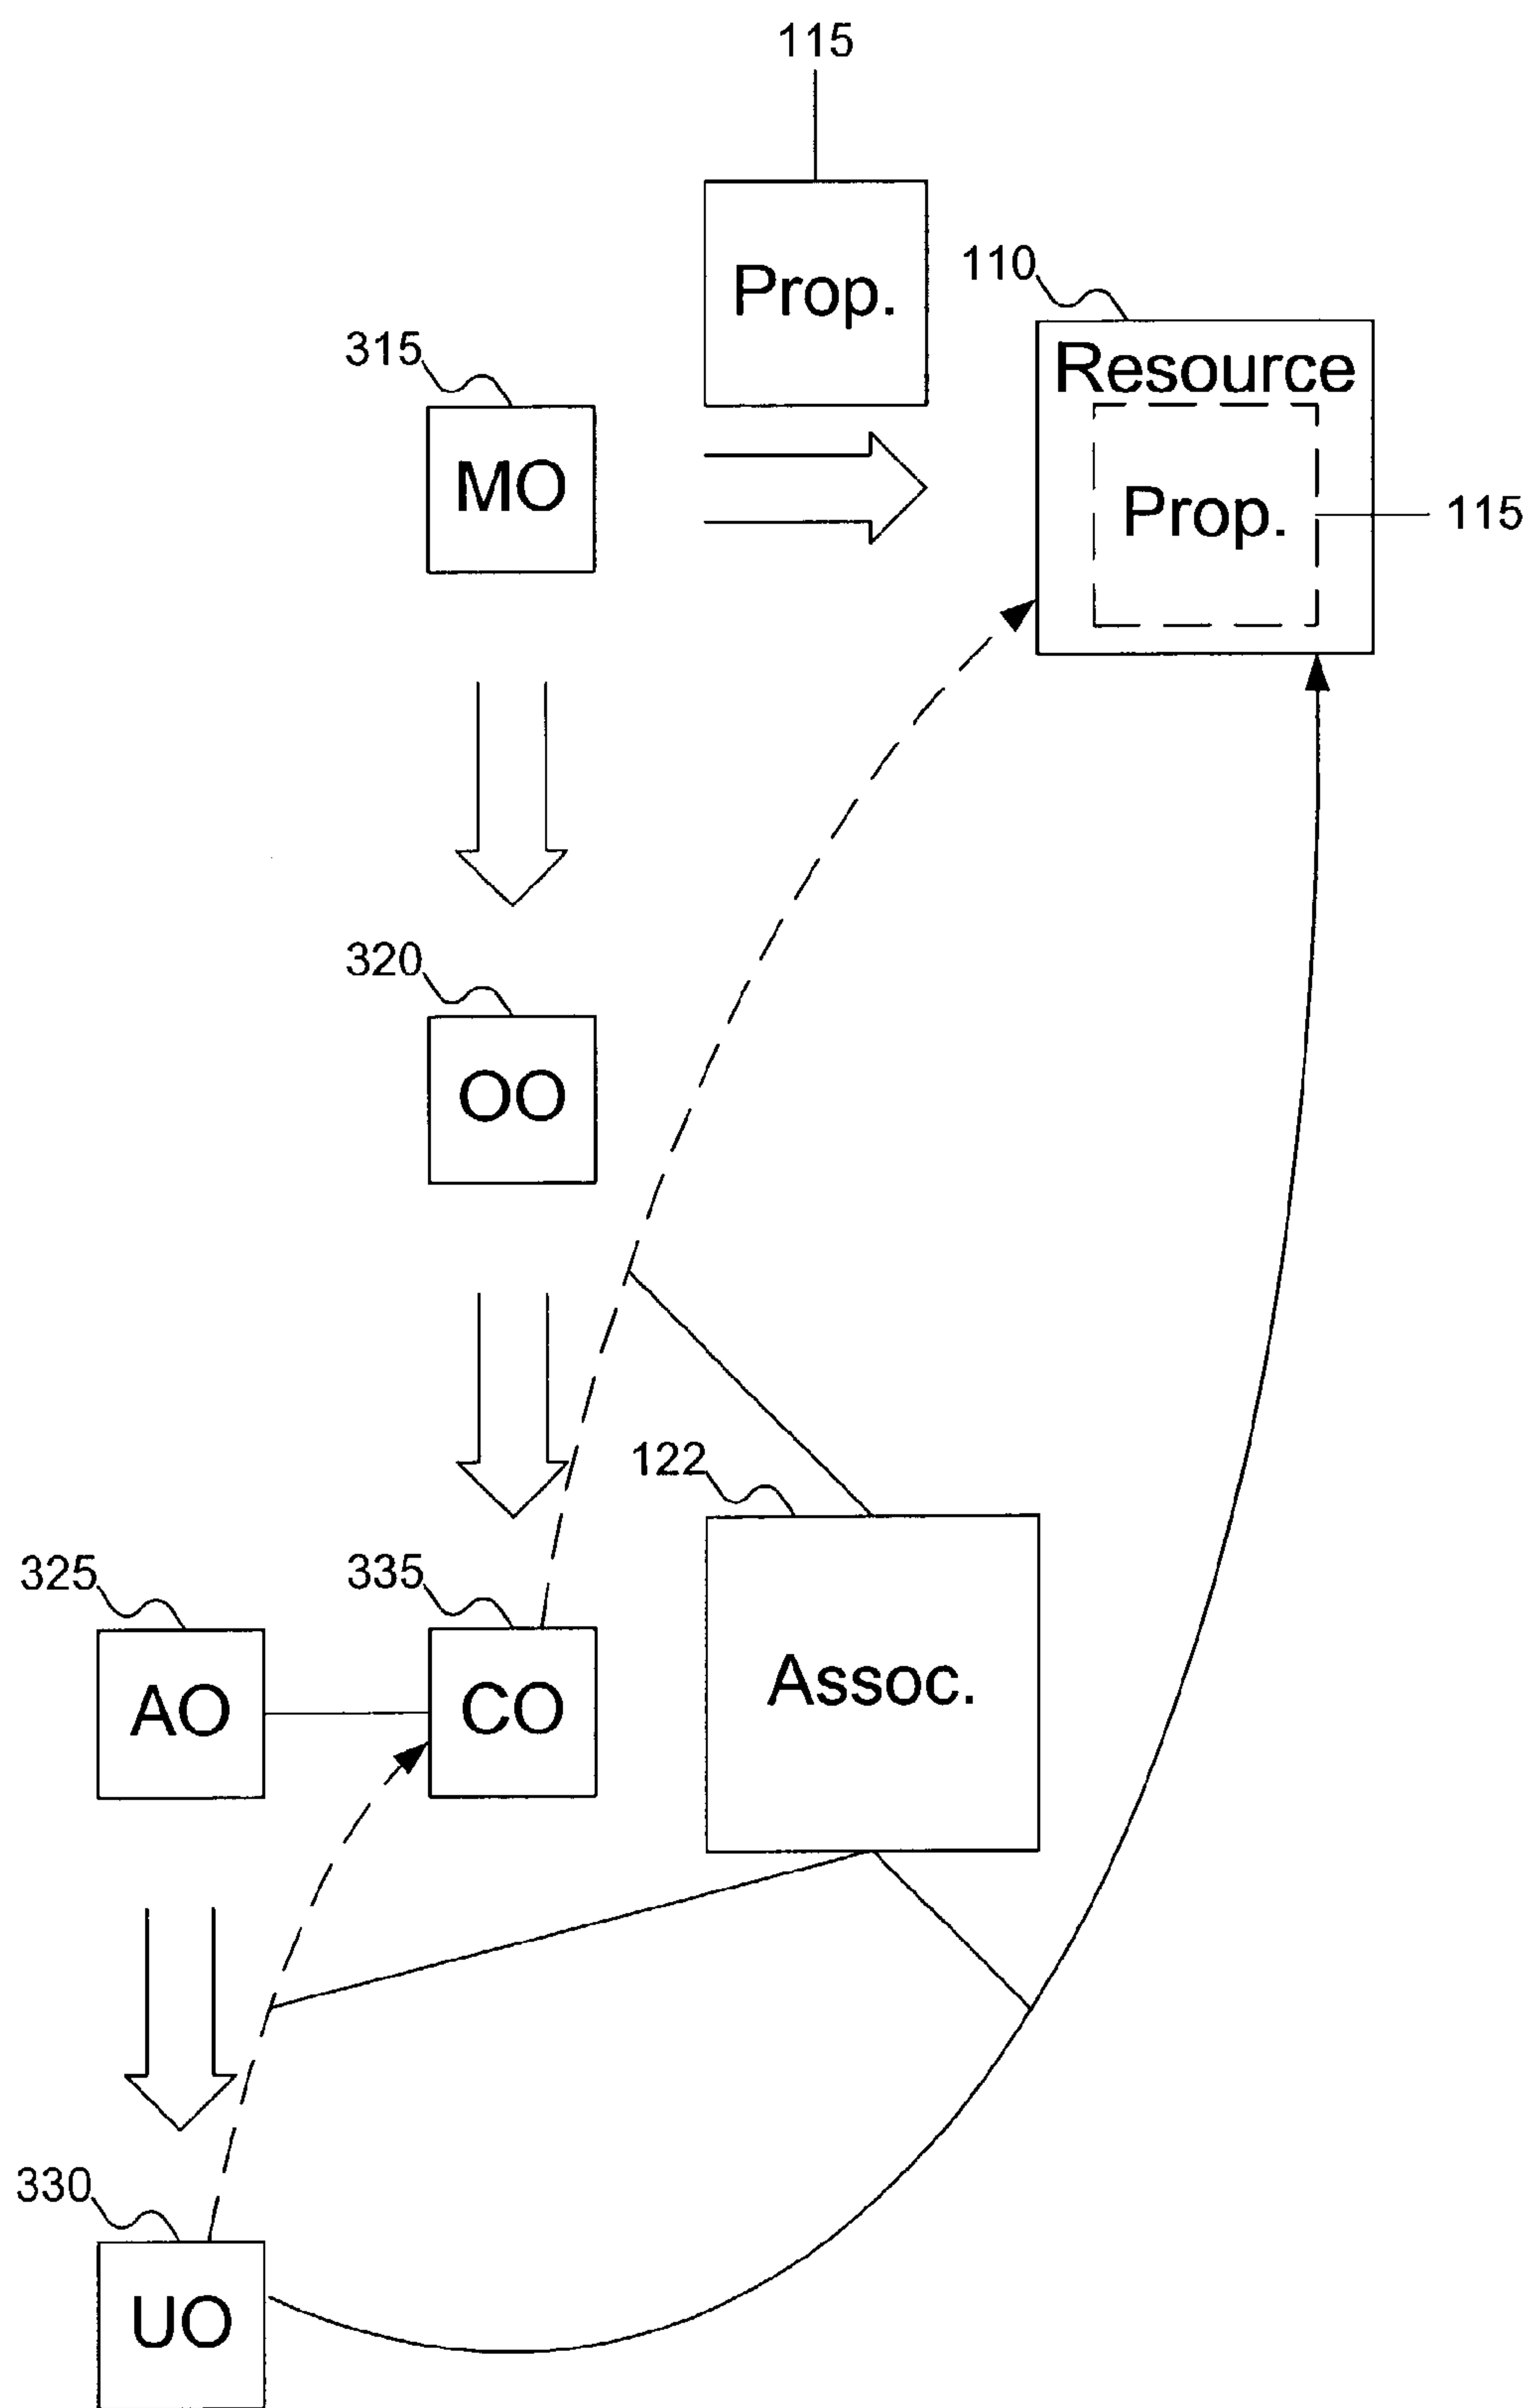 115
Prop.
110
Resource
315
MO
Prop.
115
320
OO
122
325
335
Assoc.
AO
CO
330
UO